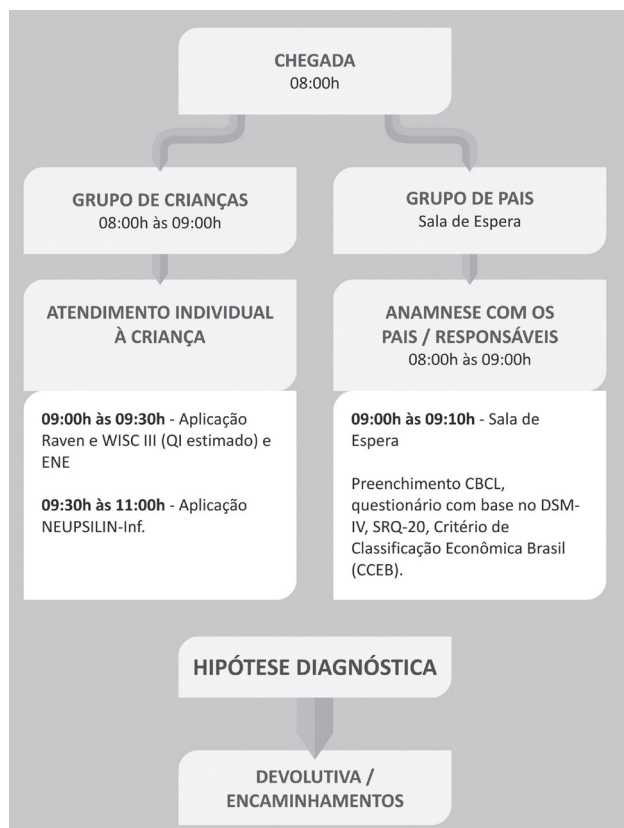 CHEGADA
08:00h
GRUPO DE CRIANÇAS
08:00h às 09:00h
GRUPO DE PAIS
Sala de Espera
ATENDIMENTO INDIVIDUAL
À CRIANÇA
ANAMNESE COM OS
PAIS / RESPONSÁVEIS
08:00h às 09:00h
09:00h às 09:30h - Aplicação
Raven e WISC III (QI estimado) e
ENE
09:30h às 11:00h - Aplicação
NEUPSILIN-Inf.
09:00h às 09:10h - Sala de
Espera
Preenchimento CBCL,
questionário com base no DSM-
IV, SRQ-20, Critério de
Classificação Econômica Brasil
(CCEB).
HIPÓTESE DIAGNÓSTICA
DEVOLUTIVA /
ENCAMINHAMENTOS